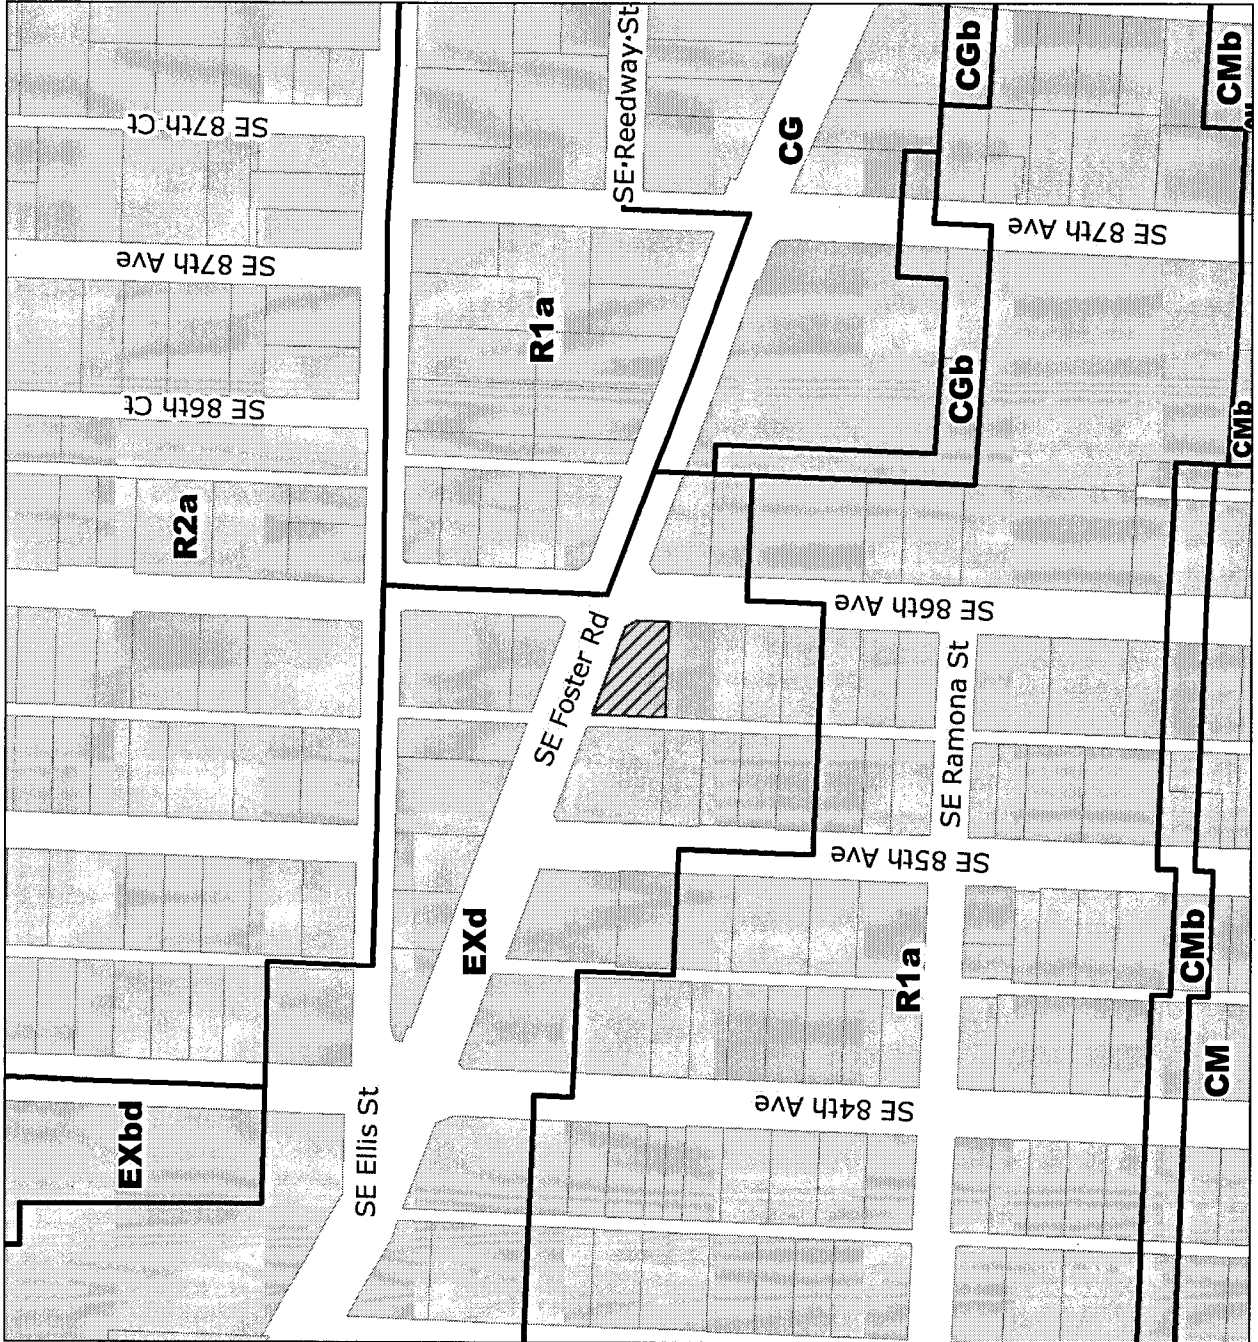 SE Reedway St
CGb
CMb
SE 87th Ct
CG
SE 87th Ave
SE 87th Ave
R1a
CGb
SE 86th Ct
CMb
R2a
SE 86th Ave
SE Foster Rd
SE Ramona St
SE 85th Ave
EXd
R1a
CMb
CM
SE 84th Ave
EXbd
SE Ellis St